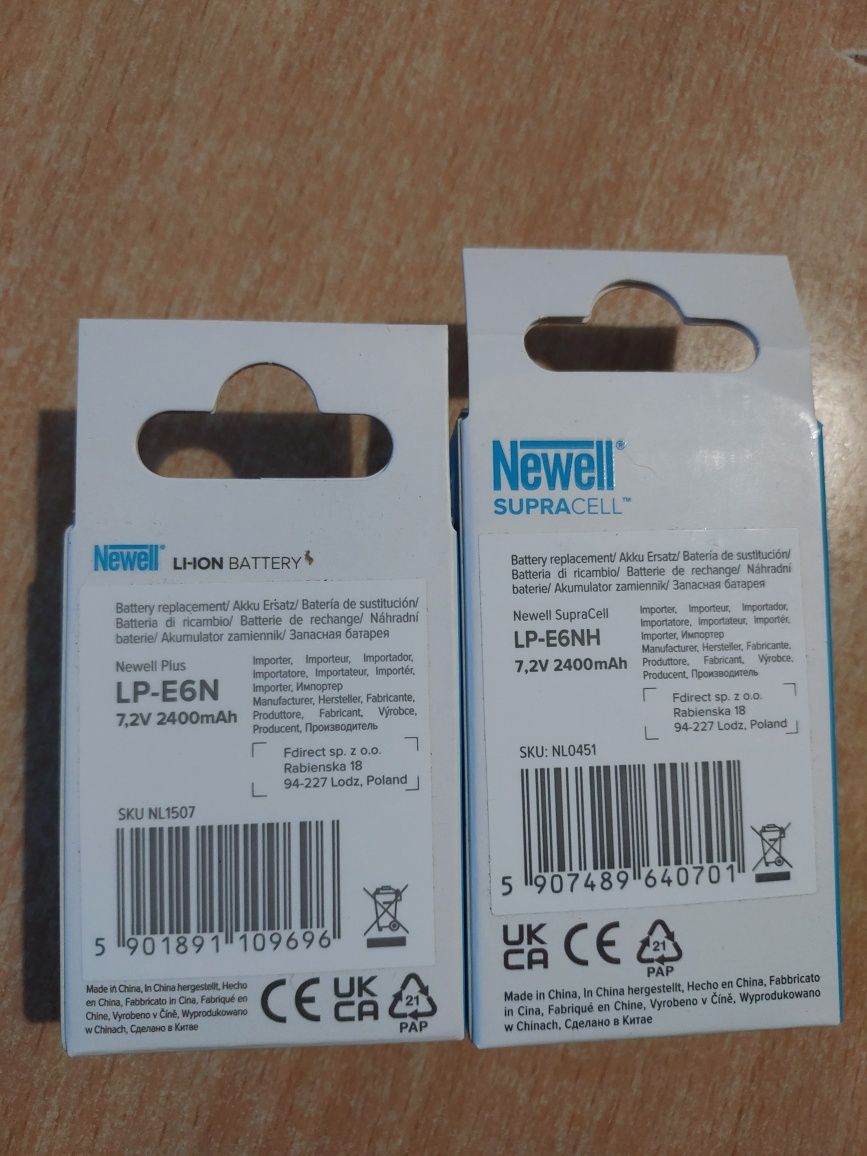 Newell® LI-ION BATTERY
Battery replacement/ Akku Ersatz/ Batería de sustitución/
Batteria di ricambio/ Batterie de rechange/ Náhradní
baterie/ Akumulator zamiennik/ Запасная батарея
Newell Plus
LP-E6N
7,2V 2400mAh
Importer, Importeur, Importador,
Importatore, Importateur, Importér,
Importer, Импортер
Manufacturer, Hersteller, Fabricante,
Produttore, Fabricant, Výrobce,
Producent, Производитель
Fdirect sp. z o.o.
Rabienska 18
94-227 Lodz, Poland
SKU NL1507
5 901891 109696
Made in China, In China hergestellt, Hecho
en China, Fabbricato in Cina, Fabriqué en
Chine, Vyrobeno v Číně, Wyprodukowano
w Chinach, Сделано в Китае
CE
UK
CA
21
PAP
Newell®
SUPRACELL™
Battery replacement/ Akku Ersatz/ Batería de sustitución/
Batteria di ricambio/ Batterie de rechange/ Náhradní
baterie/ Akumulator zamiennik/ Запасная батарея
Newell SupraCell
LP-E6NH
7,2V 2400mAh
Importer, Importeur, Importador,
Importatore, Importateur, Importér,
Importer, Импортер
Manufacturer, Hersteller, Fabricante,
Produttore, Fabricant, Výrobce,
Producent, Производитель
Fdirect sp. z o.o.
Rabienska 18
94-227 Lodz, Poland
SKU: NL0451
5 907489 640701
UK
CA
CE
21
PAP
Made in China, In China hergestellt, Hecho en China, Fabbricato
in Cina, Fabriqué en Chine, Vyrobeno v Číně, Wyprodukowano
w Chinach, Сделано в Китае